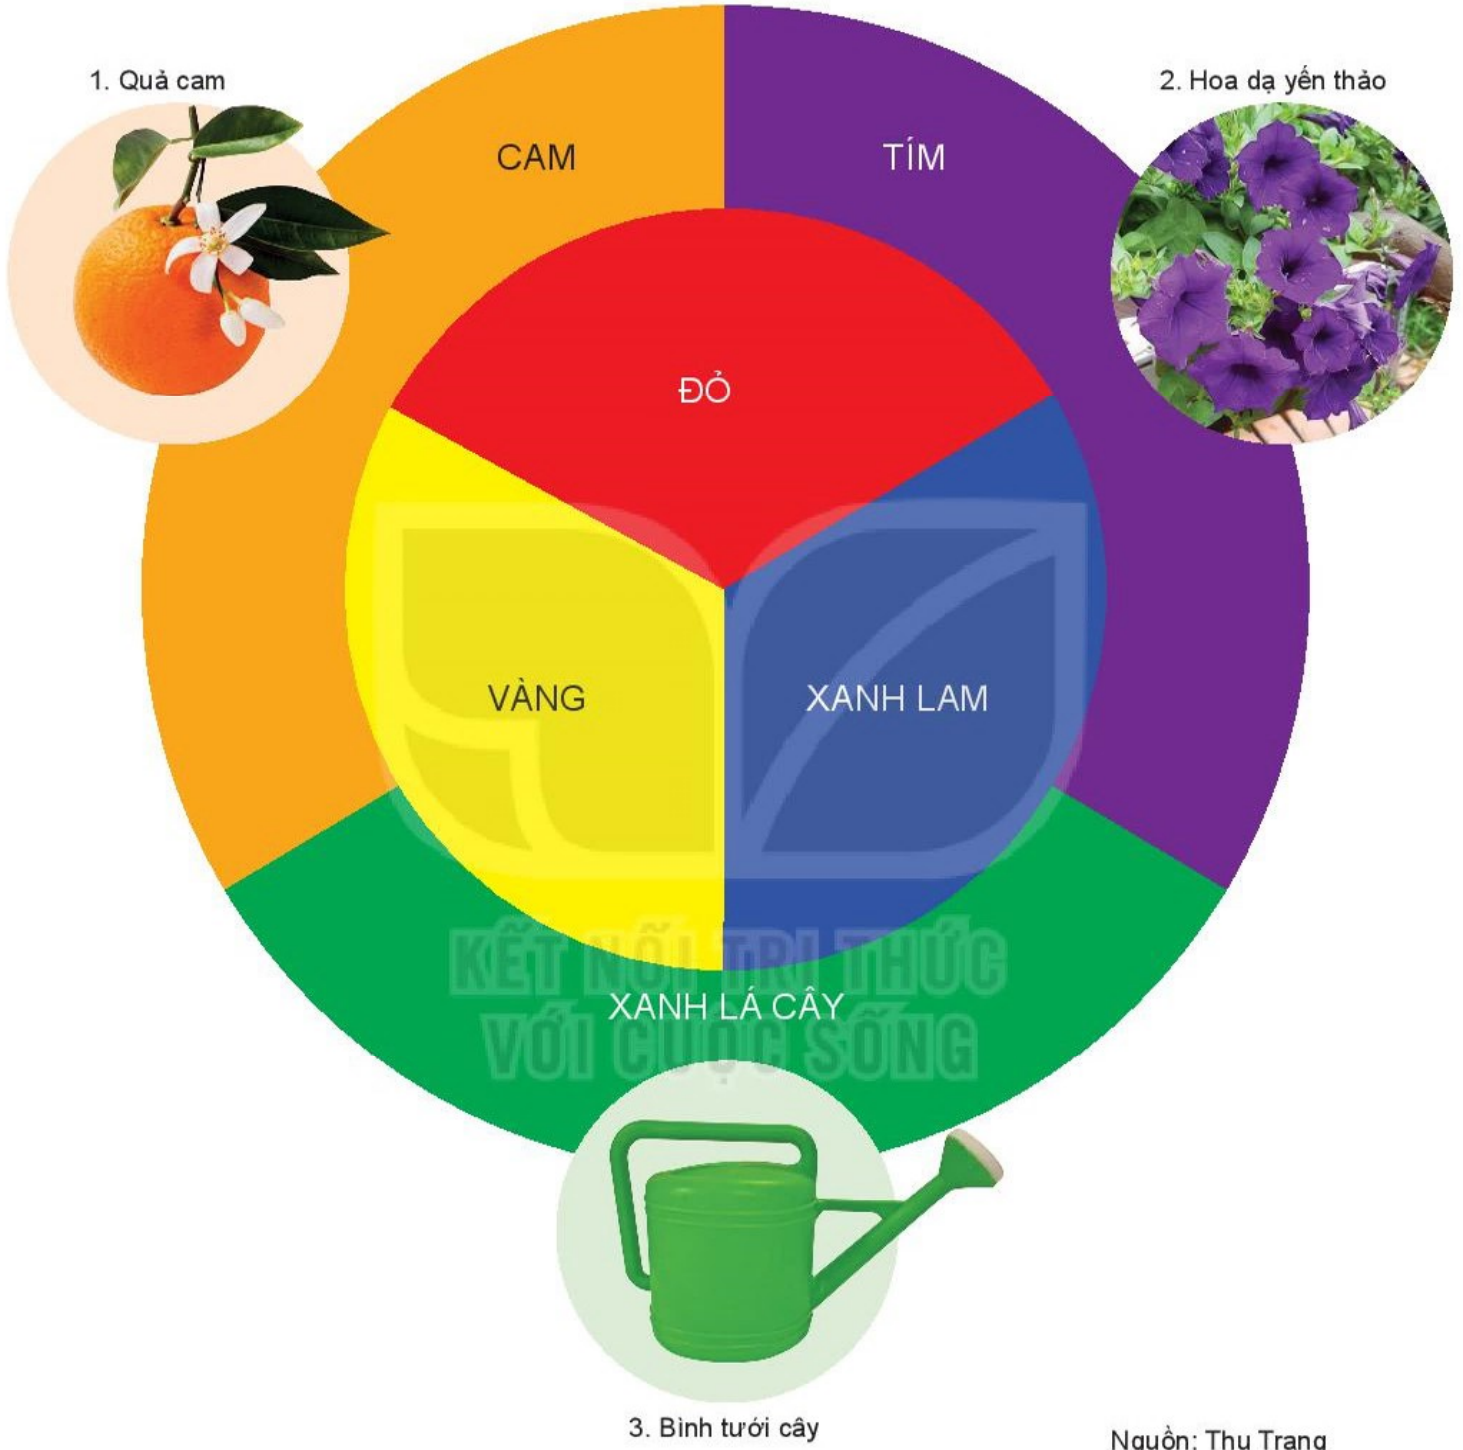 1. Quả cam
2. Hoa dạ yến thảo
CAM
TÍM
ĐỎ
VÀNG
XANH LAM
KẾT NỐI TRI THỨC
VỚI CUỘC SỐNG
XANH LÁ CÂY
3. Bình tưới cây
Nguồn: Thu Trang